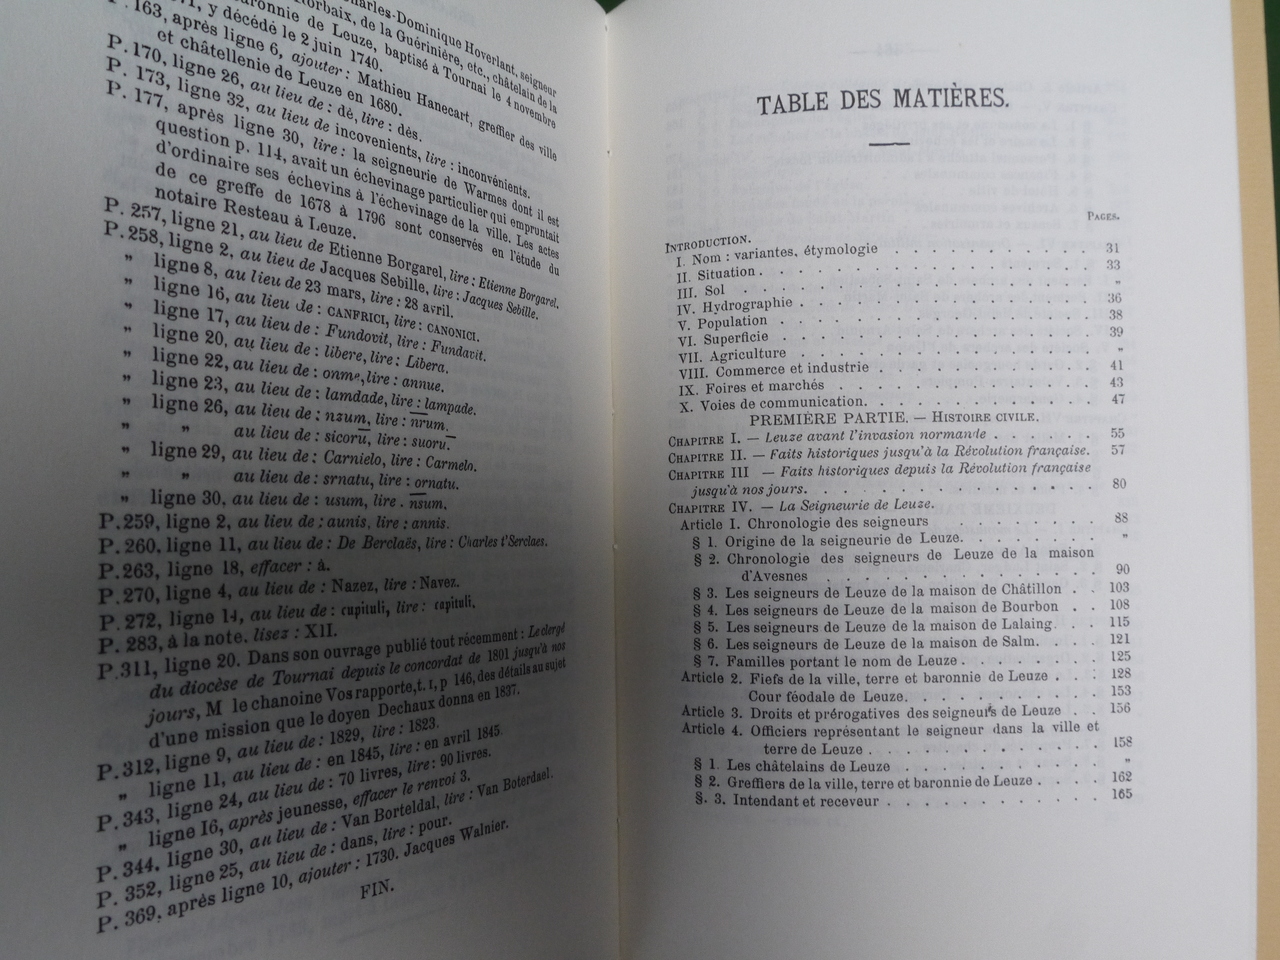 Charles-Dominique Hoverlant, seigneur
Corbaix, de la Guérinière, etc., châtelain de la
baronnie de Leuze, baptisé à Tournai le 4 novembre
y décédé le 2 juin 1740.
P. 163, après ligne 6, ajouter : Mathieu Hanecart, greffier des ville
et châtellenie de Leuze en 1680.
P. 170, ligne 26, au lieu de : dé, lire : dès.
P. 173, ligne 32, au lieu de incovenients, lire : inconvénients.
P. 177, après ligne 30, lire : la seigneurie de Warmes dont il est
question p. 114, avait un échevinage particulier qui empruntait
d'ordinaire ses échevins à l'échevinage de la ville. Les actes
de ce greffe de 1678 à 1796 sont conservés en l'étude du
notaire Resteau à Leuze.
P. 257, ligne 21, au lieu de Etienne Borgarel, lire : Etienne Borgarel.
P. 258, ligne 2, au lieu de Jacques Sebille, lire : Jacques Sebille.
„ ligne 8, au lieu de 23 mars, lire : 28 avril.
„ ligne 16, au lieu de : CANFRICI, lire : CANONICI.
„ ligne 17, au lieu de : Fundovit, lire : Fundavit.
„ ligne 20, au lieu de : libere, lire : Libera.
„ ligne 22, au lieu de : onme, lire : annue.
„ ligne 23, au lieu de : lamdade, lire : lampade.
„ ligne 26, au lieu de : nzum, lire : nrum.
„ „ au lieu de : sicorū, lire : suorū.
„ ligne 29, au lieu de : Carnielo, lire : Carmelo.
„ „ au lieu de : srnatu, lire : ornatu.
„ ligne 30, au lieu de : usum, lire . nsum.
P. 259, ligne 2, au lieu de : aunis, lire : annis.
P. 260, ligne 11, au lieu de : De Berclaës, lire : Charles t'Serclaes.
P. 263, ligne 18, effacer : à.
P. 270, ligne 4, au lieu de : Nazez, lire : Navez.
P. 272, ligne 14, au lieu de : cupituli, lire : capituli.
P. 283, à la note. lisez : XII.
P. 311, ligne 20. Dans son ouvrage publié tout récemment : Le clergé
du diocèse de Tournai depuis le concordat de 1801 jusqu'à nos
jours, M le chanoine Vos rapporte, t. I, p 146, des détails au sujet
d'une mission que le doyen Dechaux donna en 1837.
P. 312, ligne 9, au lieu de : 1829, lire : 1823.
„ ligne 11, au lieu de : en 1845, lire : en avril 1845.
P. 343, ligne 24, au lieu de : 70 livres, lire : 90 livres.
„ ligne 16, après jeunesse, effacer le renvoi 3.
P. 344. ligne 30, au lieu de : Van Borteldal, lire : Van Boterdael.
P. 352, ligne 25, au lieu de : dans, lire : pour.
P. 369, après ligne 10, ajouter : 1730. Jacques Walnier.
FIN.
TABLE DES MATIÈRES.
PAGES.
INTRODUCTION.
I. Nom : variantes, étymologie . . . . . . . . 31
II. Situation . . . . . . . . . . . . 33
III. Sol . . . . . . . . . . . . „
IV. Hydrographie . . . . . . . . . . . 36
V. Population . . . . . . . . . . . 38
VI. Superficie . . . . . . . . . . . 39
VII. Agriculture . . . . . . . . . . . „
VIII. Commerce et industrie . . . . . . . . 41
IX. Foires et marchés . . . . . . . . . . 43
X. Voies de communication. . . . . . . . . 47
PREMIÈRE PARTIE. — HISTOIRE CIVILE.
CHAPITRE I. — Leuze avant l'invasion normande . . . . . . 55
CHAPITRE II. — Faits historiques jusqu'à la Révolution française. 57
CHAPITRE III — Faits historiques depuis la Révolution française
jusqu'à nos jours. . . . . . . . . . . . 80
CHAPITRE IV. — La Seigneurie de Leuze.
Article I. Chronologie des seigneurs . . . . . . . 88
§ 1. Origine de la seigneurie de Leuze. . . . . . . „
§ 2. Chronologie des seigneurs de Leuze de la maison
d'Avesnes . . . . . . . . . . . . 90
§ 3. Les seigneurs de Leuze de la maison de Châtillon . . 103
§ 4. Les seigneurs de Leuze de la maison de Bourbon . . 108
§ 5. Les seigneurs de Leuze de la maison de Lalaing. . . 115
§ 6. Les seigneurs de Leuze de la maison de Salm. . . 121
§ 7. Familles portant le nom de Leuze . . . . . . 125
Article 2. Fiefs de la ville, terre et baronnie de Leuze . . . 128
Cour féodale de Leuze. . . . . . . . . 153
Article 3. Droits et prérogatives des seigneurs de Leuze . . 156
Article 4. Officiers représentant le seigneur dans la ville et
terre de Leuze . . . . . . . . . . 158
§ 1. Les châtelains de Leuze . . . . . . . . „
§ 2. Greffiers de la ville, terre et baronnie de Leuze . . . . 162
§. 3. Intendant et receveur . . . . . . . . . 165